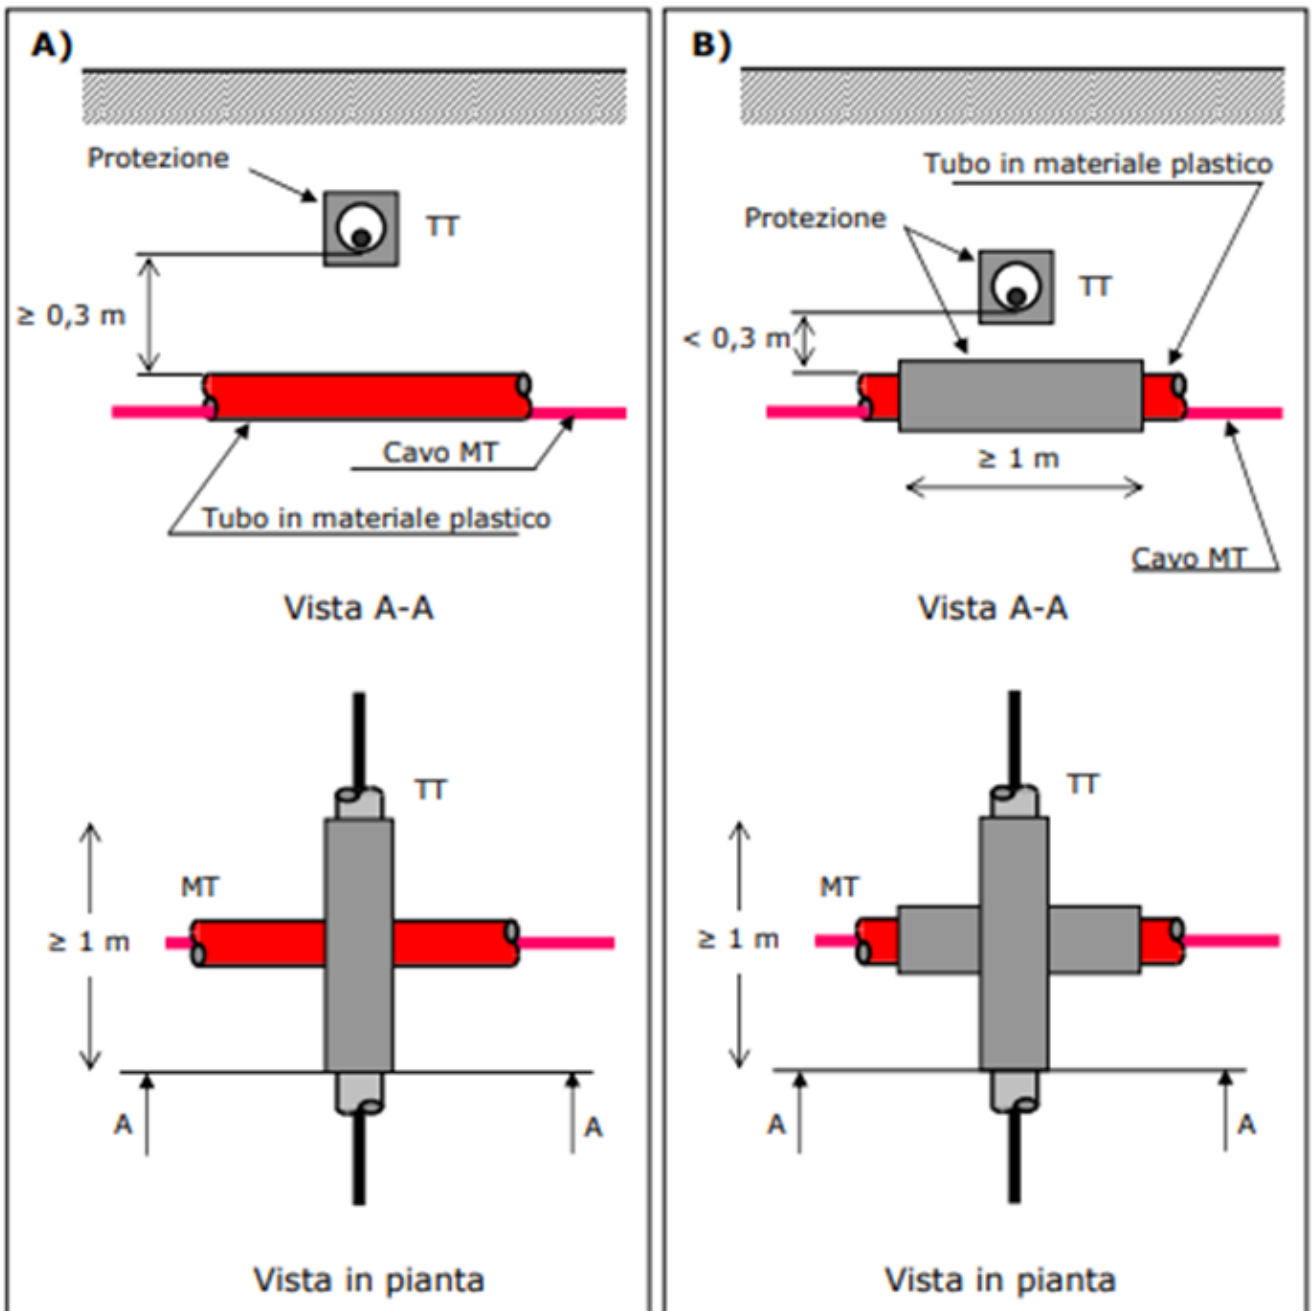 A)
Protezione
TT
≥ 0,3 m
Cavo MT
Tubo in materiale plastico
Vista A-A
TT
MT
≥ 1 m
A
A
Vista in pianta
B)
Tubo in materiale plastico
Protezione
TT
< 0,3 m
≥ 1 m
Cavo MT
Vista A-A
TT
MT
≥ 1 m
A
A
Vista in pianta